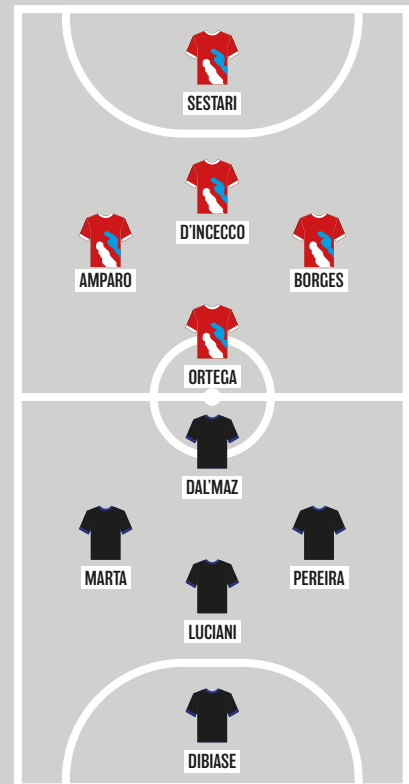 SESTARI
D'INCECCO
AMPARO
BORGES
ORTEGA
DAL'MAZ
MARTA
PEREIRA
LUCIANI
DIBIASE